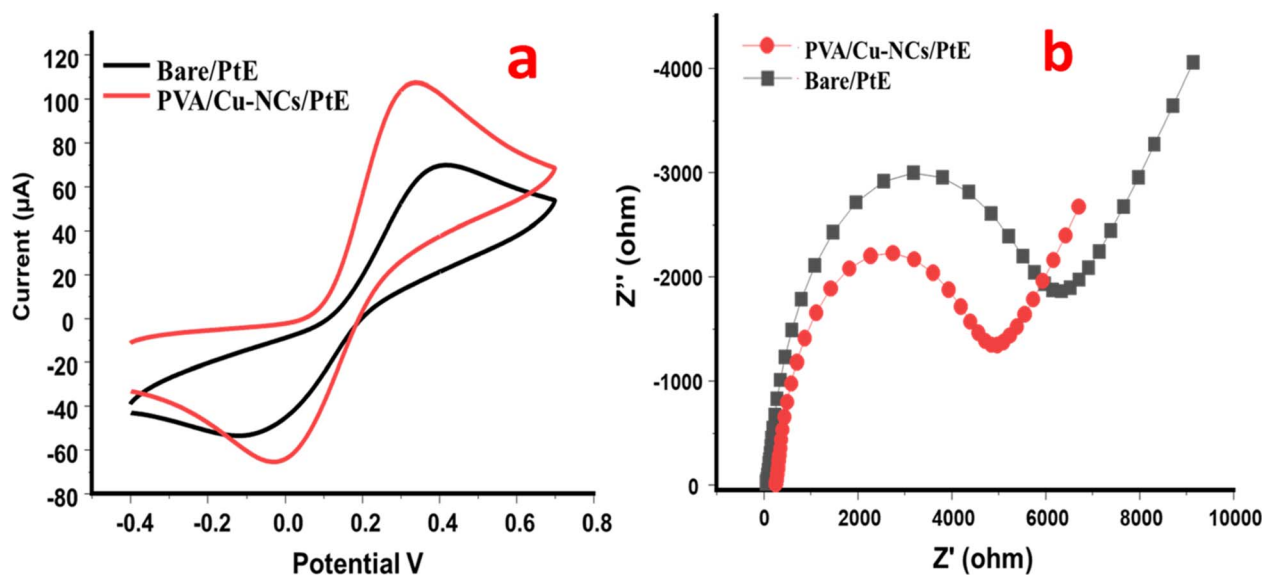 a
Bare/PtE
PVA/Cu-NCs/PtE
Current (µA)
120
100
80
60
40
20
0
-20
-40
-60
-80
-0.4
-0.2
0.0
0.2
0.4
0.6
0.8
Potential V
b
PVA/Cu-NCs/PtE
Bare/PtE
Z'' (ohm)
-4000
-3000
-2000
-1000
0
0
2000
4000
6000
8000
10000
Z' (ohm)